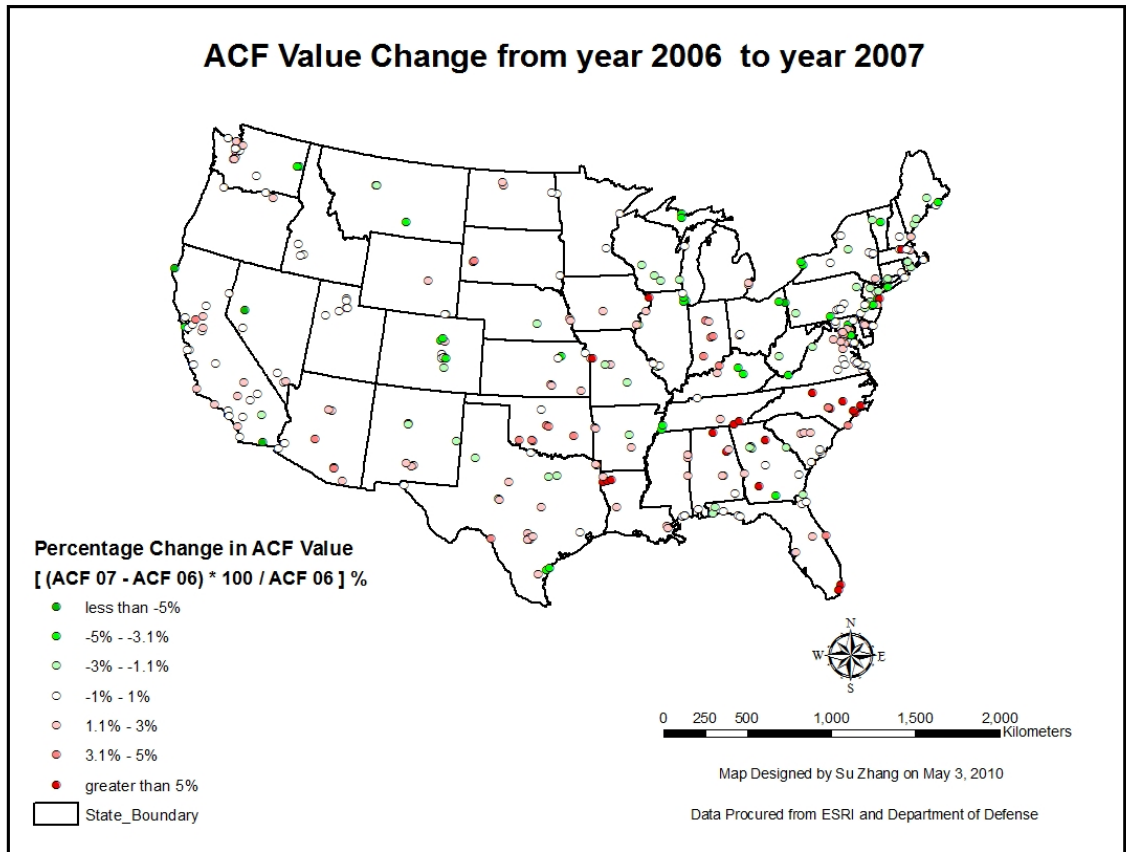 ACF Value Change from year 2006 to year 2007
Percentage Change in ACF Value
[ (ACF 07 - ACF 06) * 100 / ACF 06 ] %
less than -5%
-5% - -3.1%
-3% - -1.1%
-1% - 1%
1.1% - 3%
3.1% - 5%
greater than 5%
State_Boundary
N
W E
S
0 250 500 1,000 1,500 2,000
Kilometers
Map Designed by Su Zhang on May 3, 2010
Data Procured from ESRI and Department of Defense